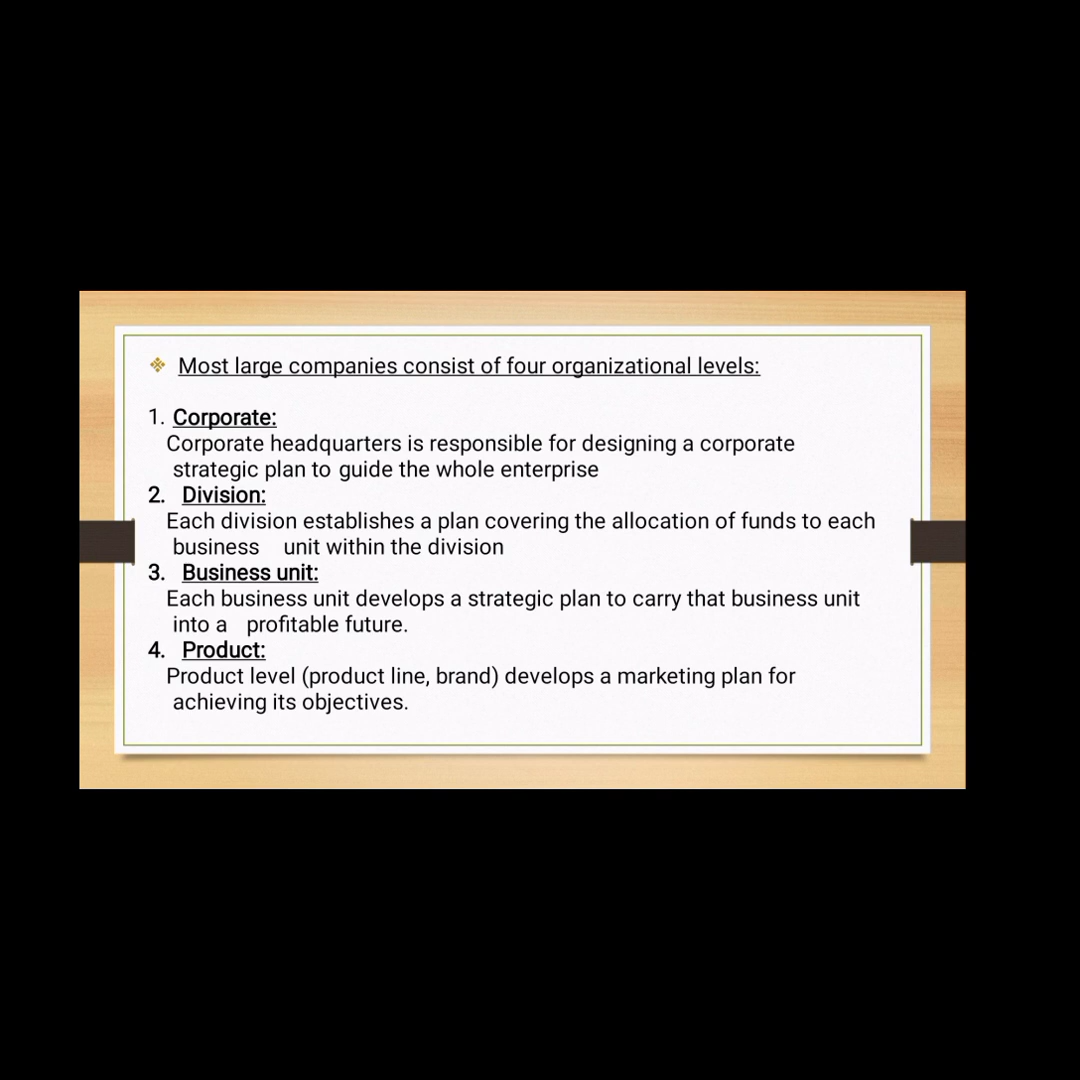 Most large companies consist of four organizational levels:
1. Corporate:
Corporate headquarters is responsible for designing a corporate
strategic plan to guide the whole enterprise
2. Division:
Each division establishes a plan covering the allocation of funds to each
business unit within the division
3. Business unit:
Each business unit develops a strategic plan to carry that business unit
into a profitable future.
4. Product:
Product level (product line, brand) develops a marketing plan for
achieving its objectives.